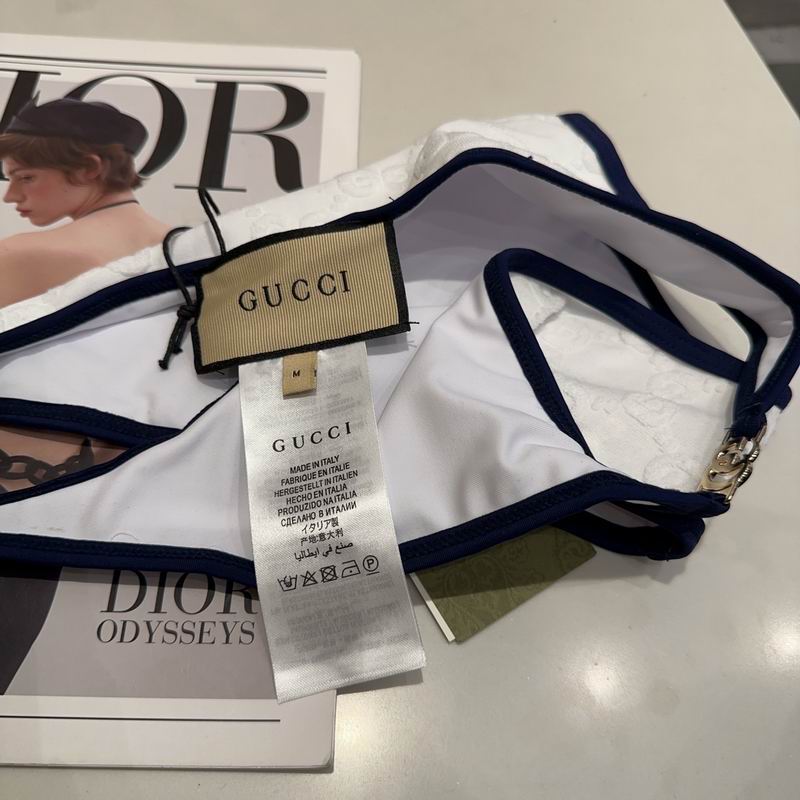 IOR
GUCCI
M
GUCCI
MADE IN ITALY
FABRIQUE EN ITALIE
HERGESTELLT IN ITALIEN
HECHO EN ITALIA
PRODUZIDO NA ITALIA
СДЕЛАНО В ИТАЛИИ
イタリア製
产地:意大利
صنع في ايطاليا
P
DIOR
ODYSSEYS